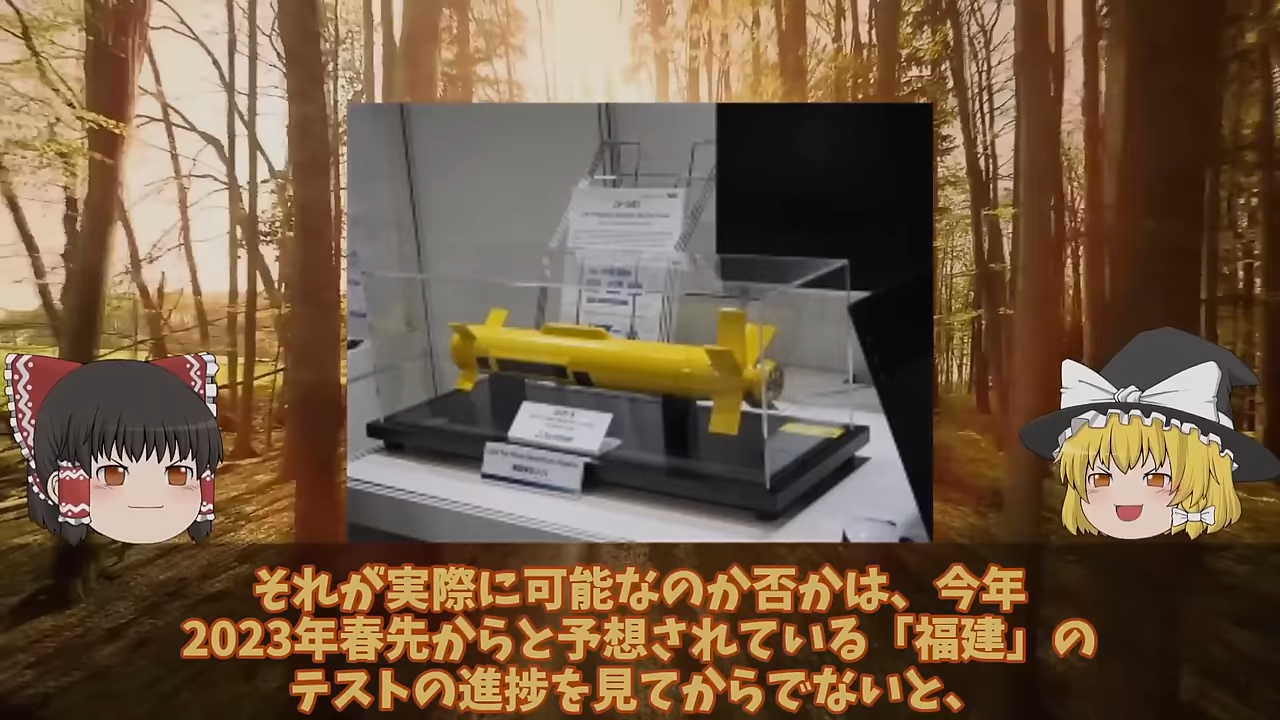 それが実際に可能なのか否かは、今年
2023年春先からと予想されている「福建」の
テストの進捗を見てからでないと、